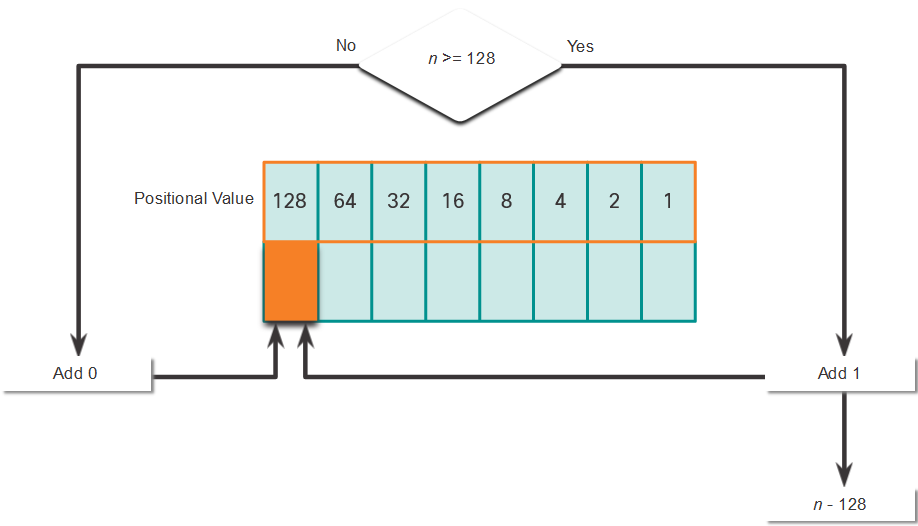 No
n >= 128
Yes
Positional Value
128 64 32 16 8 4 2 1
Add 0
Add 1
n - 128